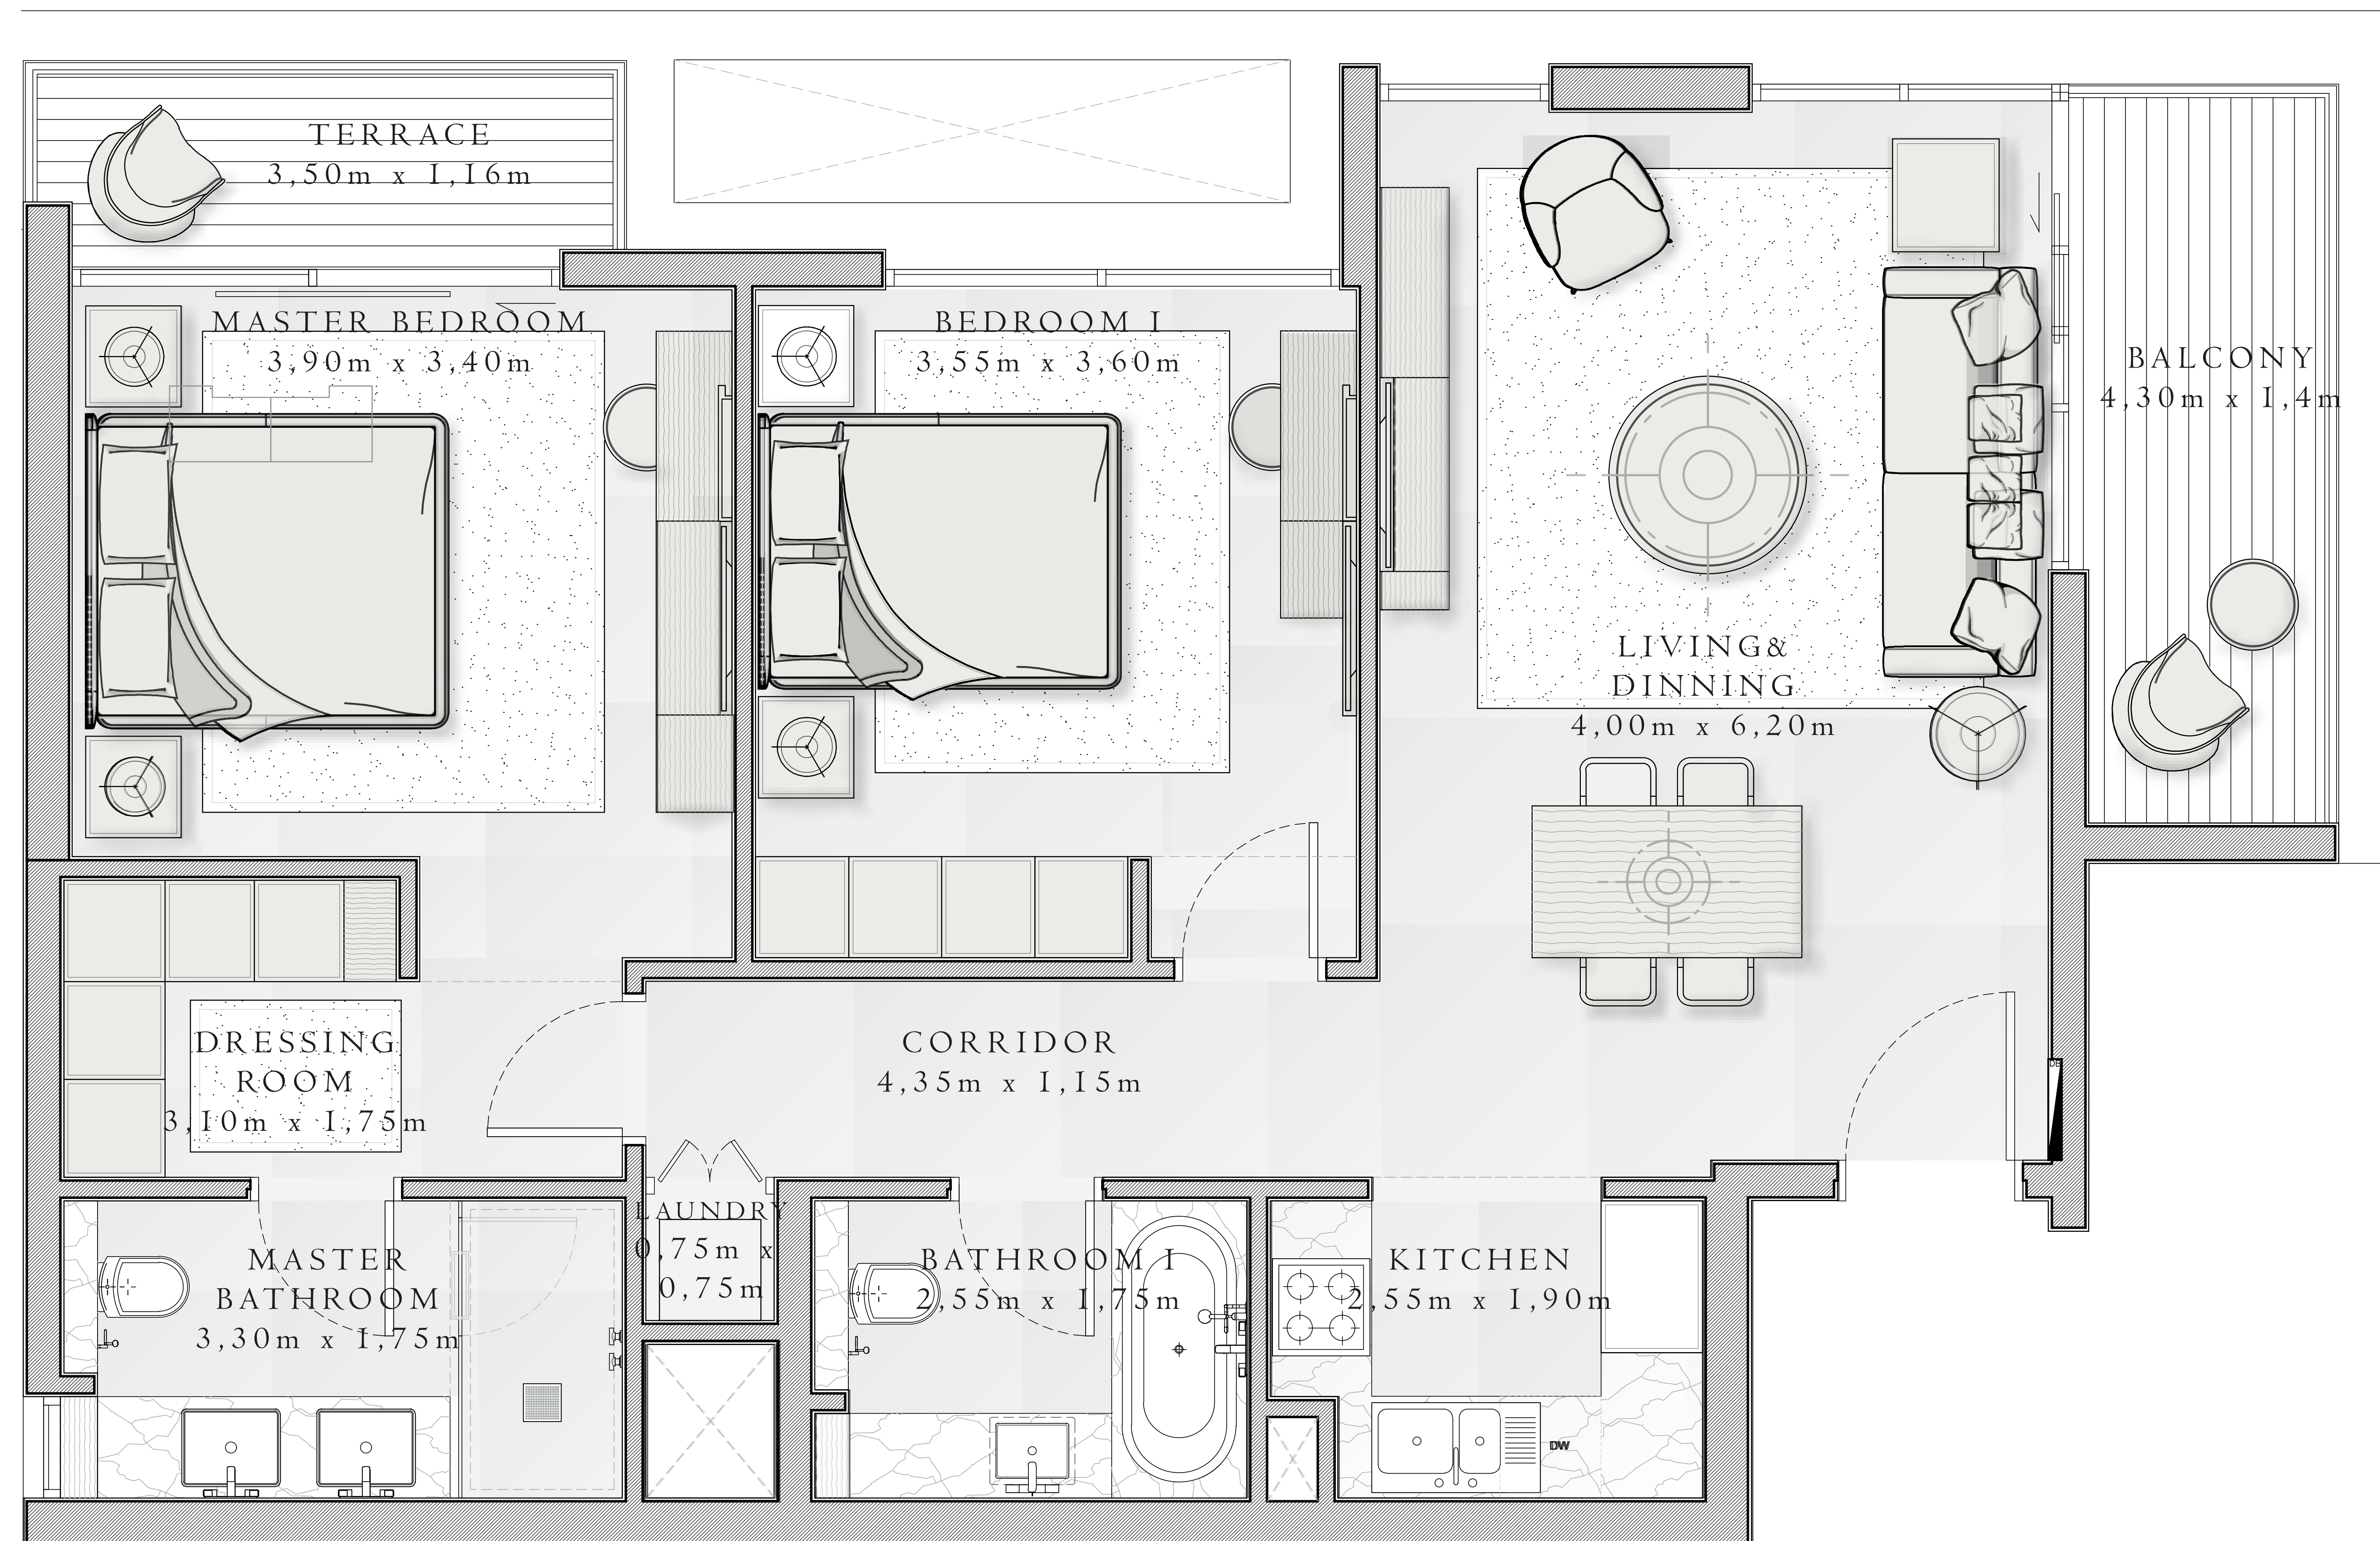 TERRACE
3,50m x 1,16m
MASTER BEDROOM
3,90m x 3,40m
BEDROOM 1
3,55m x 3,60m
BALCONY
4,30m x 1,4m
LIVING&
DINNING
4,00m x 6,20m
DRESSING
ROOM
3,10m x 1,75m
CORRIDOR
4,35m x 1,15m
LAUNDRY
0,75m x
0,75m
MASTER
BATHROOM
3,30m x 1,75m
BATHROOM 1
2,55m x 1,75m
KITCHEN
2,55m x 1,90m
DW